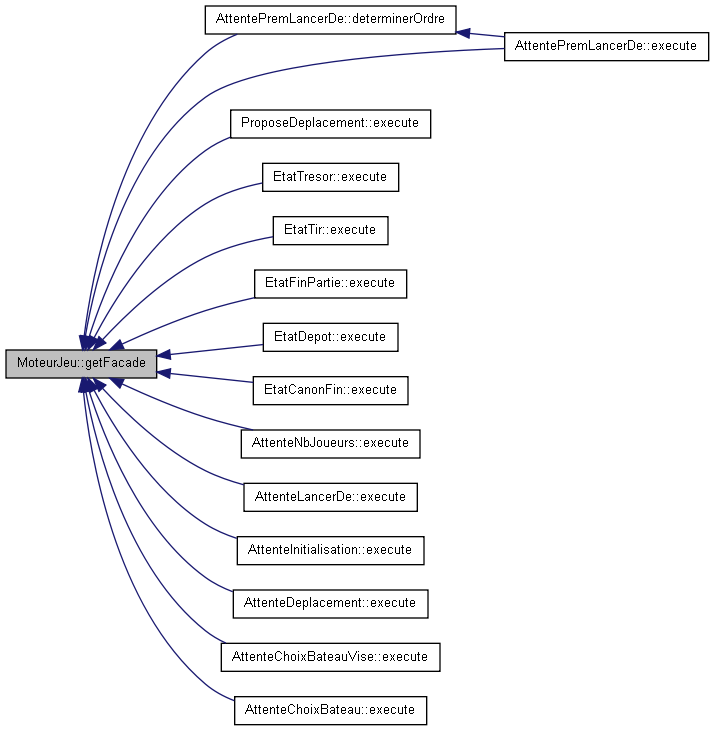 AttentePremLancerDe::determinerOrdre
AttentePremLancerDe::execute
ProposeDeplacement::execute
EtatTresor::execute
EtatTir::execute
EtatFinPartie::execute
EtatDepot::execute
MoteurJeu::getFacade
EtatCanonFin::execute
AttenteNbJoueurs::execute
AttenteLancerDe::execute
AttenteInitialisation::execute
AttenteDeplacement::execute
AttenteChoixBateauVise::execute
AttenteChoixBateau::execute